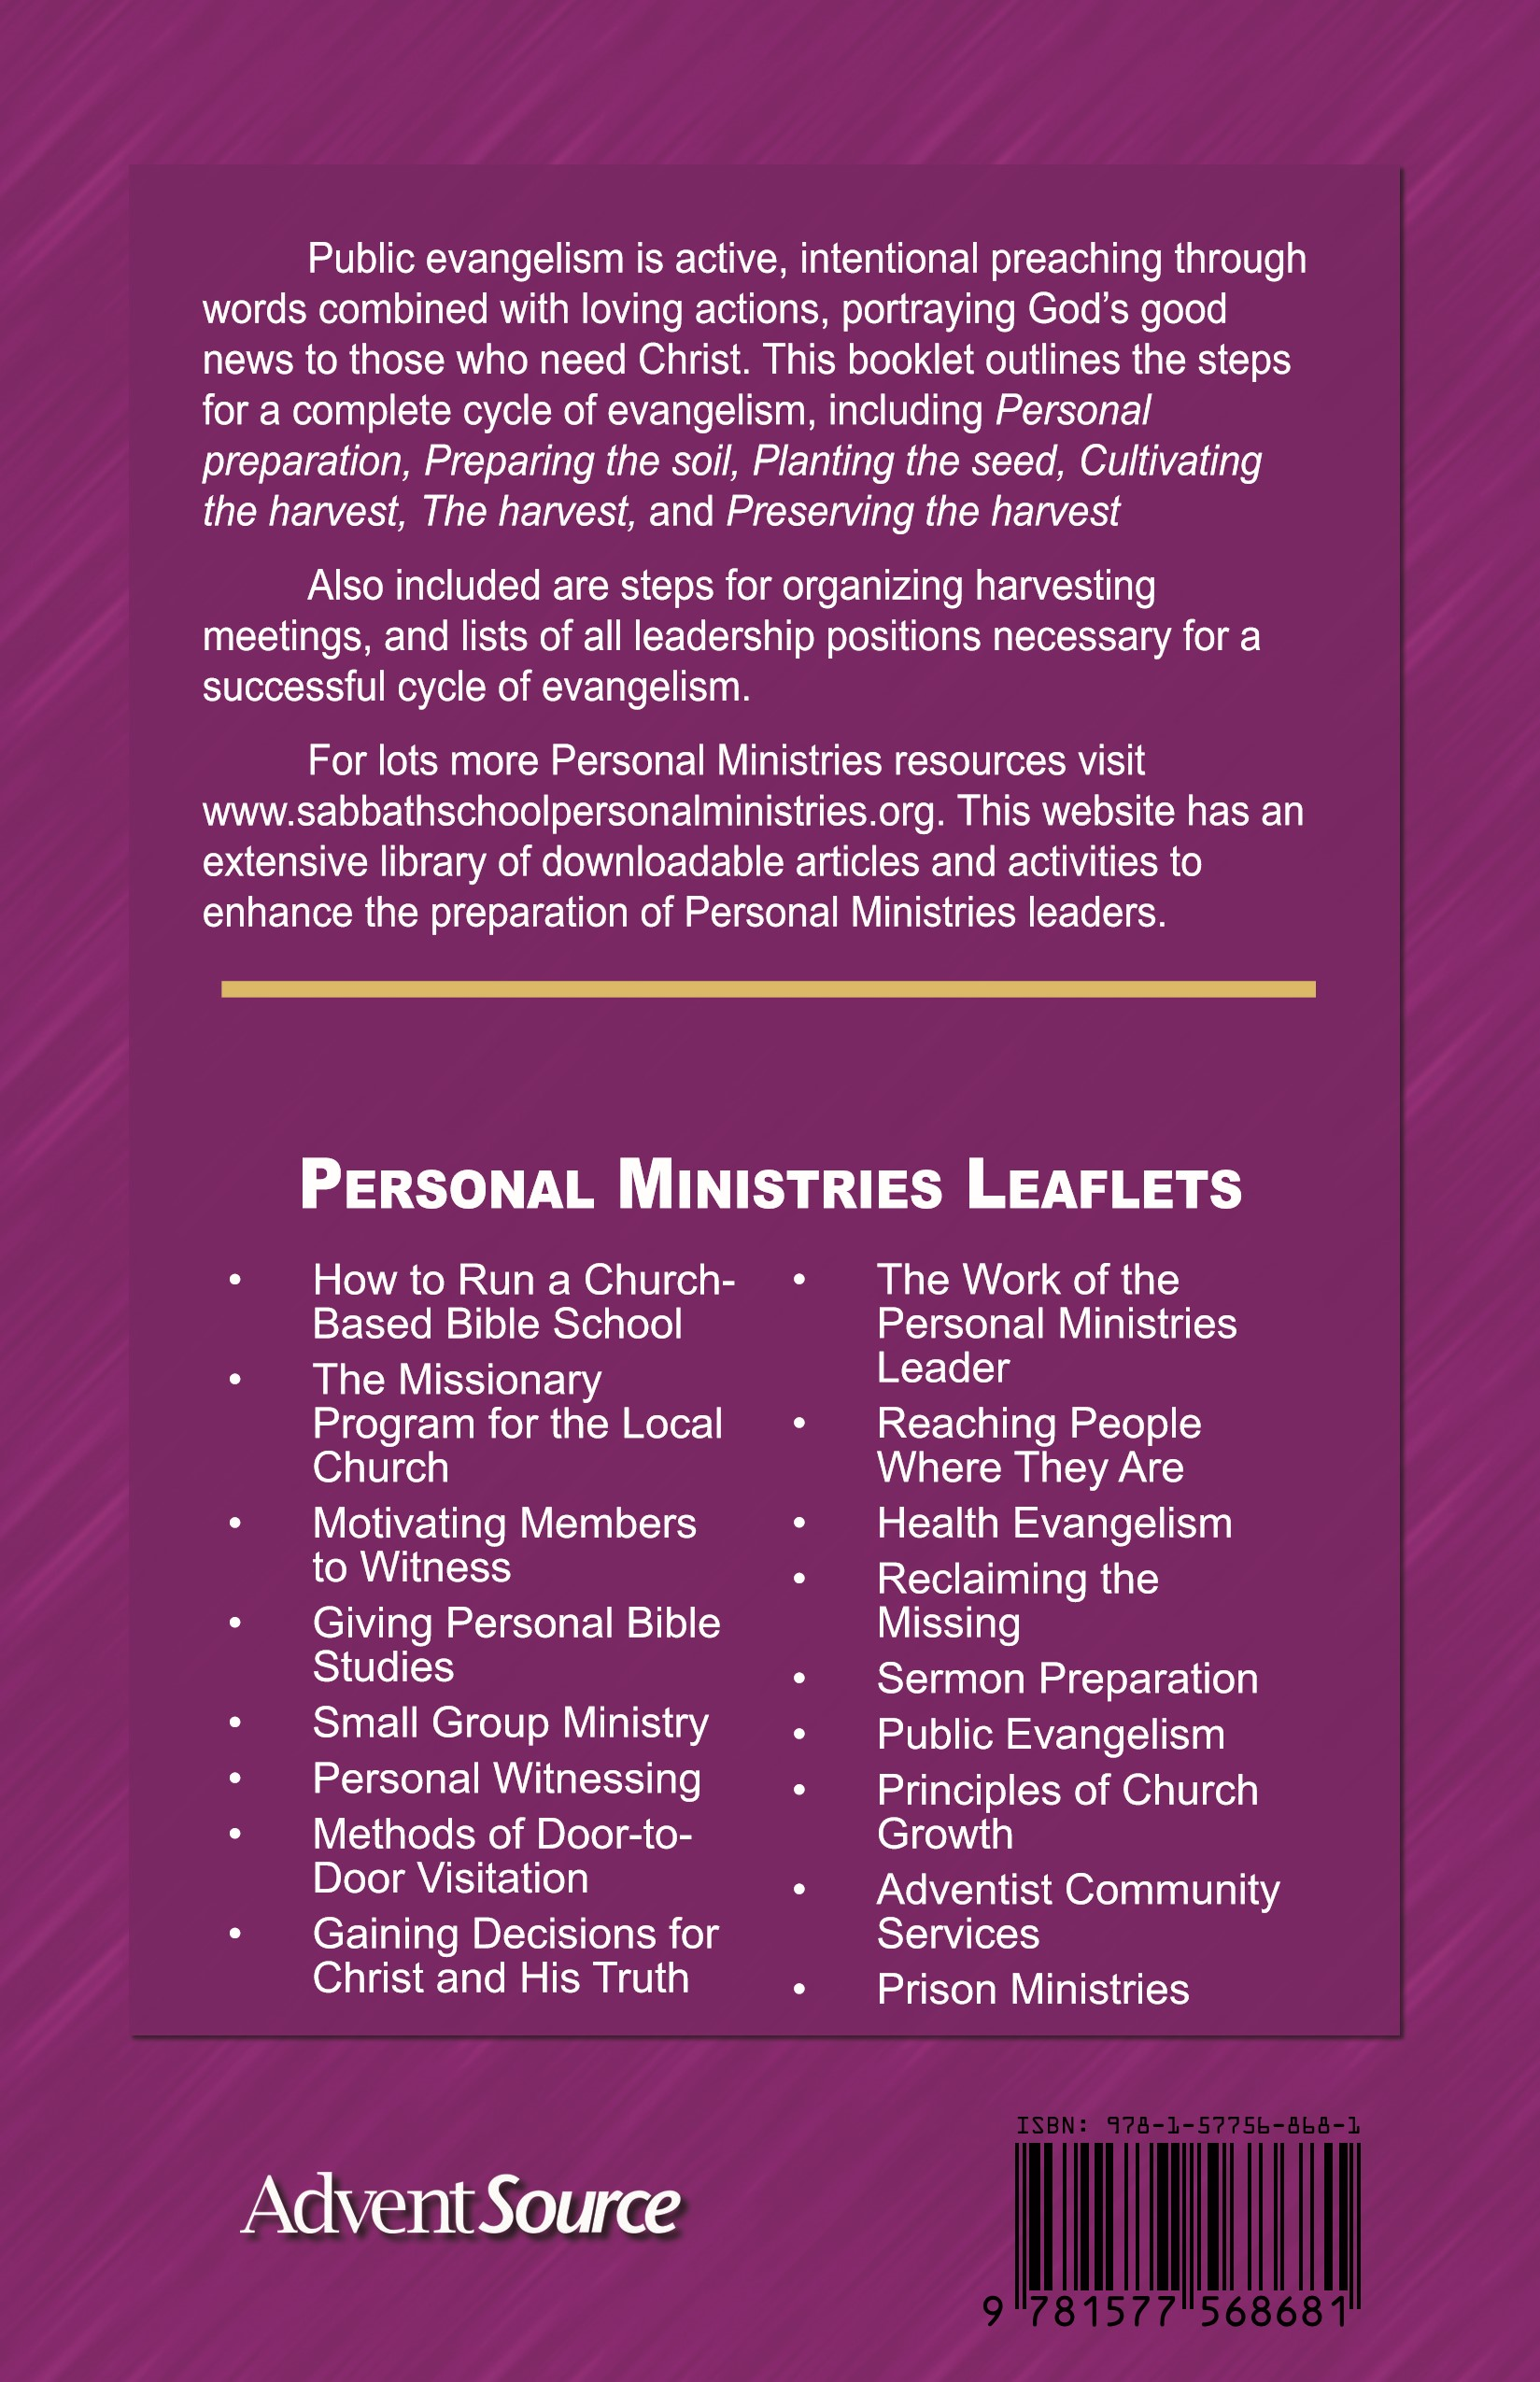 Public evangelism is active, intentional preaching through
words combined with loving actions, portraying God’s good
news to those who need Christ. This booklet outlines the steps
for a complete cycle of evangelism, including Personal
preparation, Preparing the soil, Planting the seed, Cultivating
the harvest, The harvest, and Preserving the harvest
Also included are steps for organizing harvesting
meetings, and lists of all leadership positions necessary for a
successful cycle of evangelism.
For lots more Personal Ministries resources visit
www.sabbathschoolpersonalministries.org. This website has an
extensive library of downloadable articles and activities to
enhance the preparation of Personal Ministries leaders.
PERSONAL MINISTRIES LEAFLETS
• How to Run a Church-
Based Bible School
• The Missionary
Program for the Local
Church
• Motivating Members
to Witness
• Giving Personal Bible
Studies
• Small Group Ministry
• Personal Witnessing
• Methods of Door-to-
Door Visitation
• Gaining Decisions for
Christ and His Truth
• The Work of the
Personal Ministries
Leader
• Reaching People
Where They Are
• Health Evangelism
• Reclaiming the
Missing
• Sermon Preparation
• Public Evangelism
• Principles of Church
Growth
• Adventist Community
Services
• Prison Ministries
AdventSource
ISBN: 978-1-57756-868-1
9 781577 568681